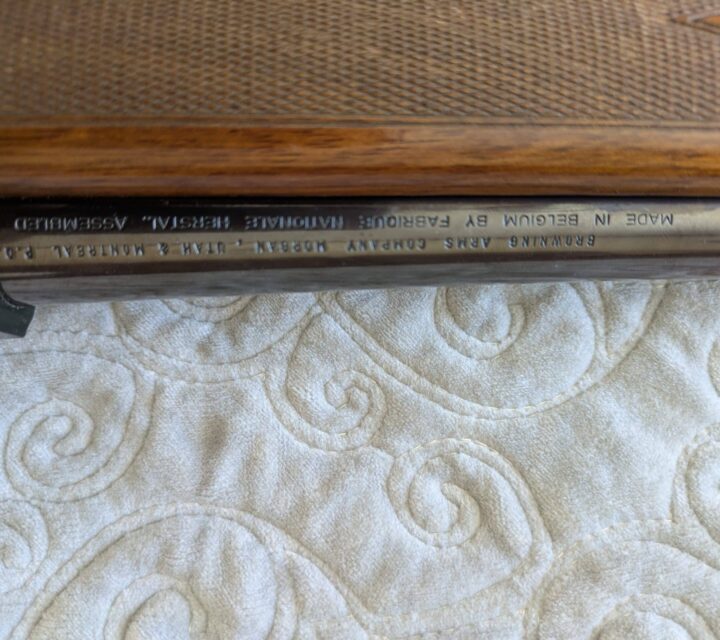 BROWNING ARMS COMPANY MORGAN, UTAH & MONTREAL P.Q.
MADE IN BELGIUM BY FABRIQUE NATIONALE HERSTAL, ASSEMBLED